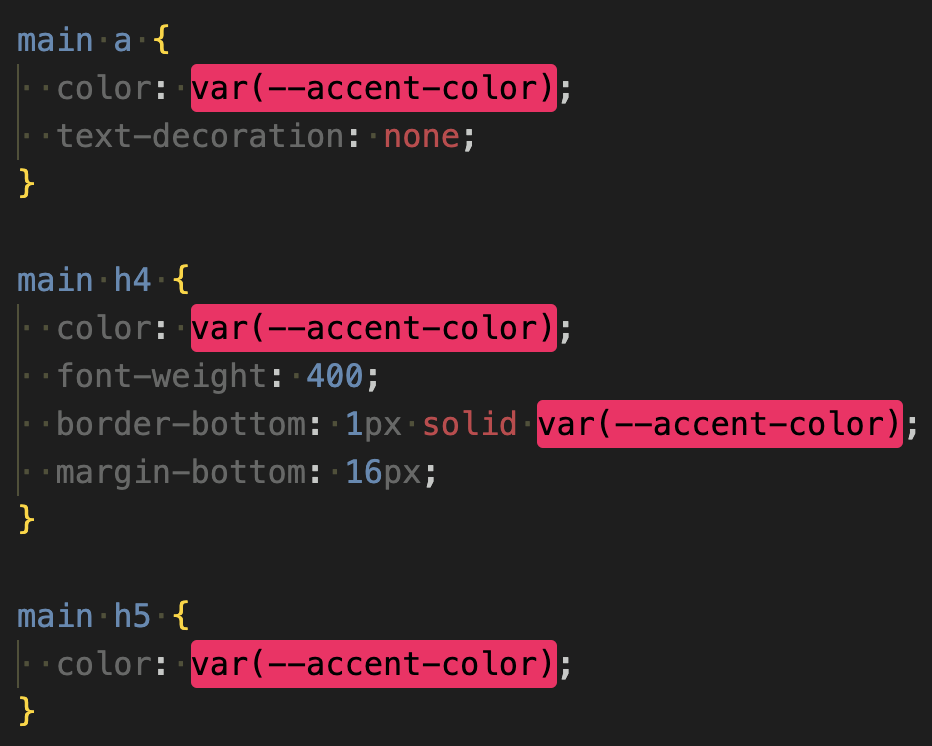 main a {
  color: var(--accent-color);
  text-decoration: none;
}

main h4 {
  color: var(--accent-color);
  font-weight: 400;
  border-bottom: 1px solid var(--accent-color);
  margin-bottom: 16px;
}

main h5 {
  color: var(--accent-color);
}